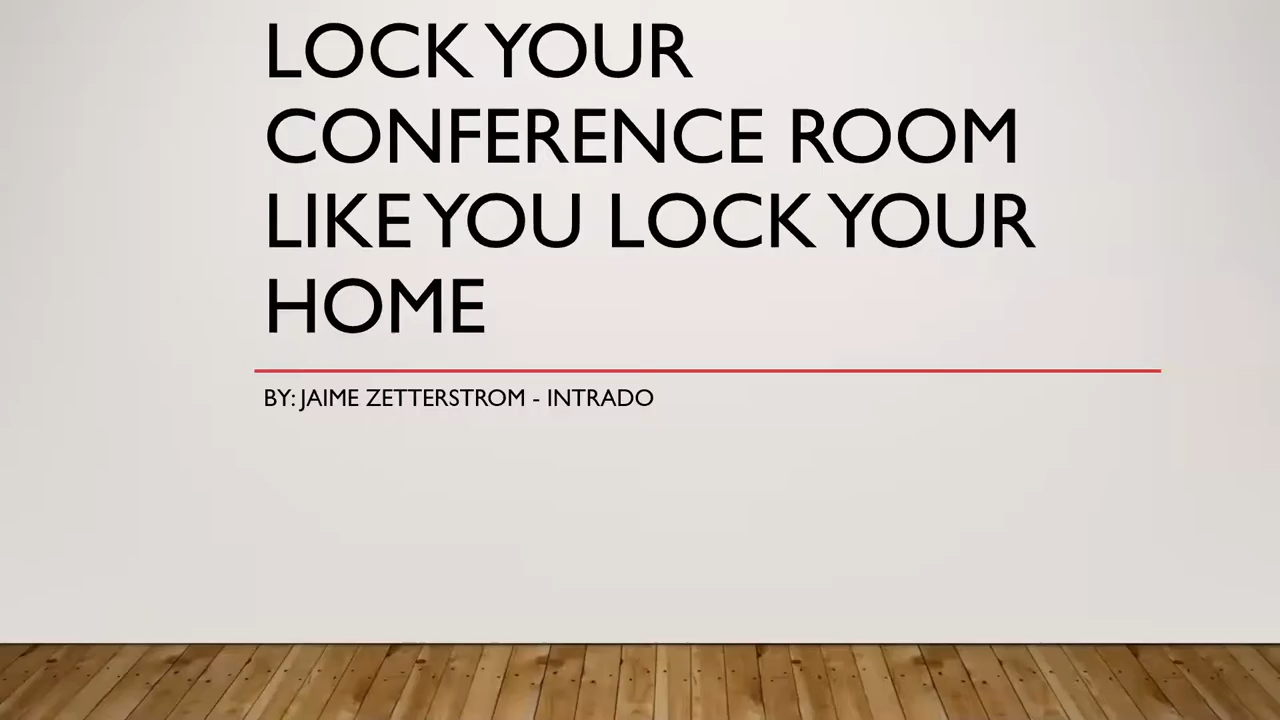 LOCK YOUR
CONFERENCE ROOM
LIKE YOU LOCK YOUR
HOME
BY: JAIME ZETTERSTROM - INTRADO